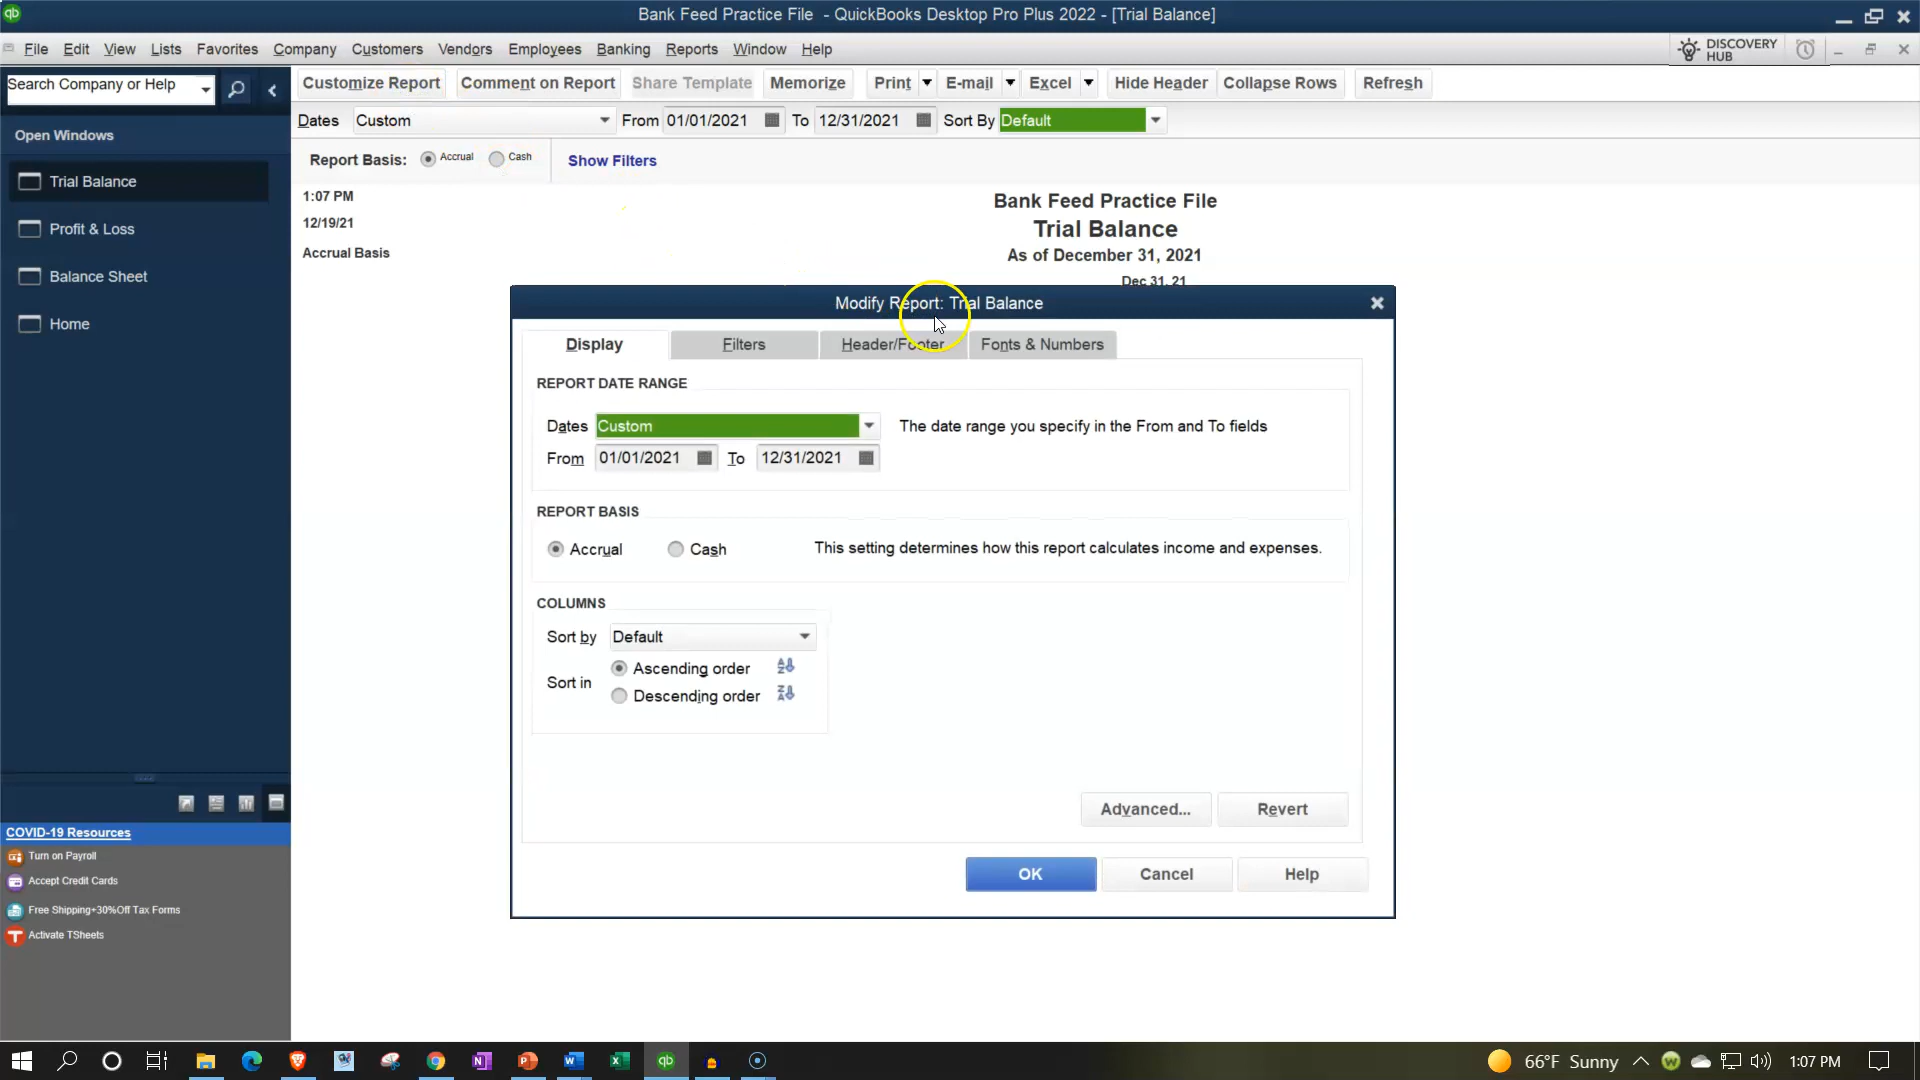 qb Bank Feed Practice File - QuickBooks Desktop Pro Plus 2022 - [Trial Balance]
File Edit View Lists Favorites Company Customers Vendors Employees Banking Reports Window Help DISCOVERY HUB
Search Company or Help Customize Report Comment on Report Share Template Memorize Print E-mail Excel Hide Header Collapse Rows Refresh
Dates Custom From 01/01/2021 To 12/31/2021 Sort By Default
Open Windows
Report Basis: Accrual Cash Show Filters
Trial Balance
Profit & Loss
Balance Sheet
Home
1:07 PM
12/19/21
Accrual Basis
Bank Feed Practice File
Trial Balance
As of December 31, 2021
Dec 31, 21
Modify Report: Trial Balance
Display Filters Header/Footer Fonts & Numbers
REPORT DATE RANGE
Dates Custom The date range you specify in the From and To fields
From 01/01/2021 To 12/31/2021
REPORT BASIS
Accrual Cash This setting determines how this report calculates income and expenses.
COLUMNS
Sort by Default
Sort in
Ascending order
Descending order
Advanced... Revert
OK Cancel Help
COVID-19 Resources
Turn on Payroll
Accept Credit Cards
Free Shipping+30%Off Tax Forms
Activate TSheets
66°F Sunny 1:07 PM